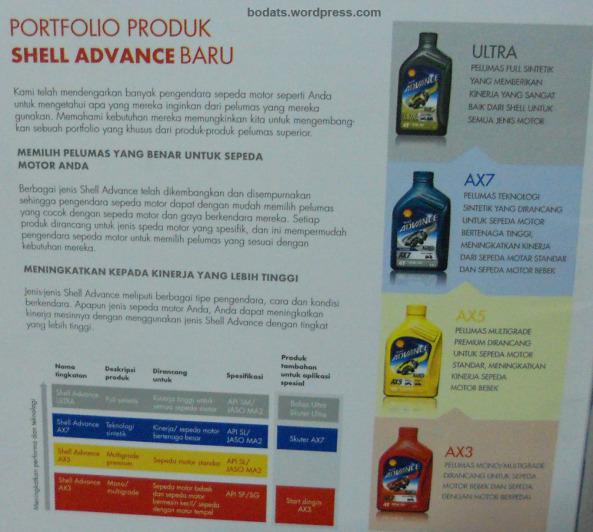 bodats.wordpress.com
PORTFOLIO PRODUK
SHELL ADVANCE BARU
Kami telah mendengarkan banyak pengendara sepeda motor seperti Anda
untuk mengetahui apa yang mereka inginkan dari pelumas yang mereka
gunakan. Memahami kebutuhan mereka memungkinkan kita untuk mengembang-
kan sebuah portfolio yang khusus dari produk-produk pelumas superior.
MEMILIH PELUMAS YANG BENAR UNTUK SEPEDA
MOTOR ANDA
Berbagai jenis Shell Advance telah dikembangkan dan disempurnakan
sehingga pengendara sepeda motor dapat dengan mudah memilih pelumas
yang cocok dengan sepeda motor dan gaya berkendara mereka. Setiap
produk dirancang untuk jenis speda motor yang spesifik, dan ini mempermudah
pengendara sepeda motor untuk memilih pelumas yang sesuai dengan
kebutuhan mereka.
MENINGKATKAN KEPADA KINERJA YANG LEBIH TINGGI
Jenis-jenis Shell Advance meliputi berbagai tipe pengendara, cara dan kondisi
berkendara. Apapun jenis sepeda motor Anda, Anda dapat meningkatkan
kinerja mesinnya dengan menggunakan jenis Shell Advance dengan tingkat
yang lebih tinggi.
Nama tingkatan Deskripsi produk Dirancang untuk Spesifikasi Produk tambahan untuk aplikasi spesial
Shell Advance ULTRA Full sintetis Kinerja tinggi untuk semua sepeda motor API SM/ JASO MA2 Skuter Ultra
Shell Advance AX7 Teknologi sintetik Kinerja/ sepeda motor bertenaga besar API SL/ JASO MA2 Skuter AX7
Shell Advance AX5 Multigrade premium Sepeda motor standar API SL/ JASO MA2
Shell Advance AX3 Mono/ multigrade Sepeda motor bebek dan sepeda motor bermesin kecil/ sepeda dengan motor tempel API SF/SG Start dingin AX3
Meningkatkan performa dan teknologi
ULTRA
PELUMAS FULL SINTETIK
YANG MEMBERIKAN
KINERJA YANG SANGAT
BAIK DARI SHELL UNTUK
SEMUA JENIS MOTOR
ADVANCE
AX7
PELUMAS TEKNOLOGI
SINTETIK YANG DIRANCANG
UNTUK SEPEDA MOTOR
BERTENAGA TINGGI,
MENINGKATKAN KINERJA
DARI SEPEDA MOTAR STANDAR
DAN SEPEDA MOTOR BEBEK
ADVANCE
AX7
AX5
PELUMAS MULTIGRADE
PREMIUM DIRANCANG
UNTUK SEPEDA MOTOR
STANDAR, MENINGKATKAN
KINERJA SEPEDA
MOTOR BEBEK
ADVANCE
AX5
AX3
PELUMAS MONO/MULTIGRADE
DIRANCANG UNTUK SEPEDA
MOTOR BEBEK DAN SEPEDA
DENGAN MOTOR
ADVANCE